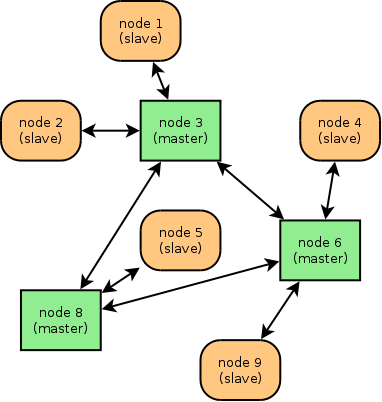 node 1
(slave)
node 2
(slave)
node 3
(master)
node 4
(slave)
node 5
(slave)
node 6
(master)
node 8
(master)
node 9
(slave)